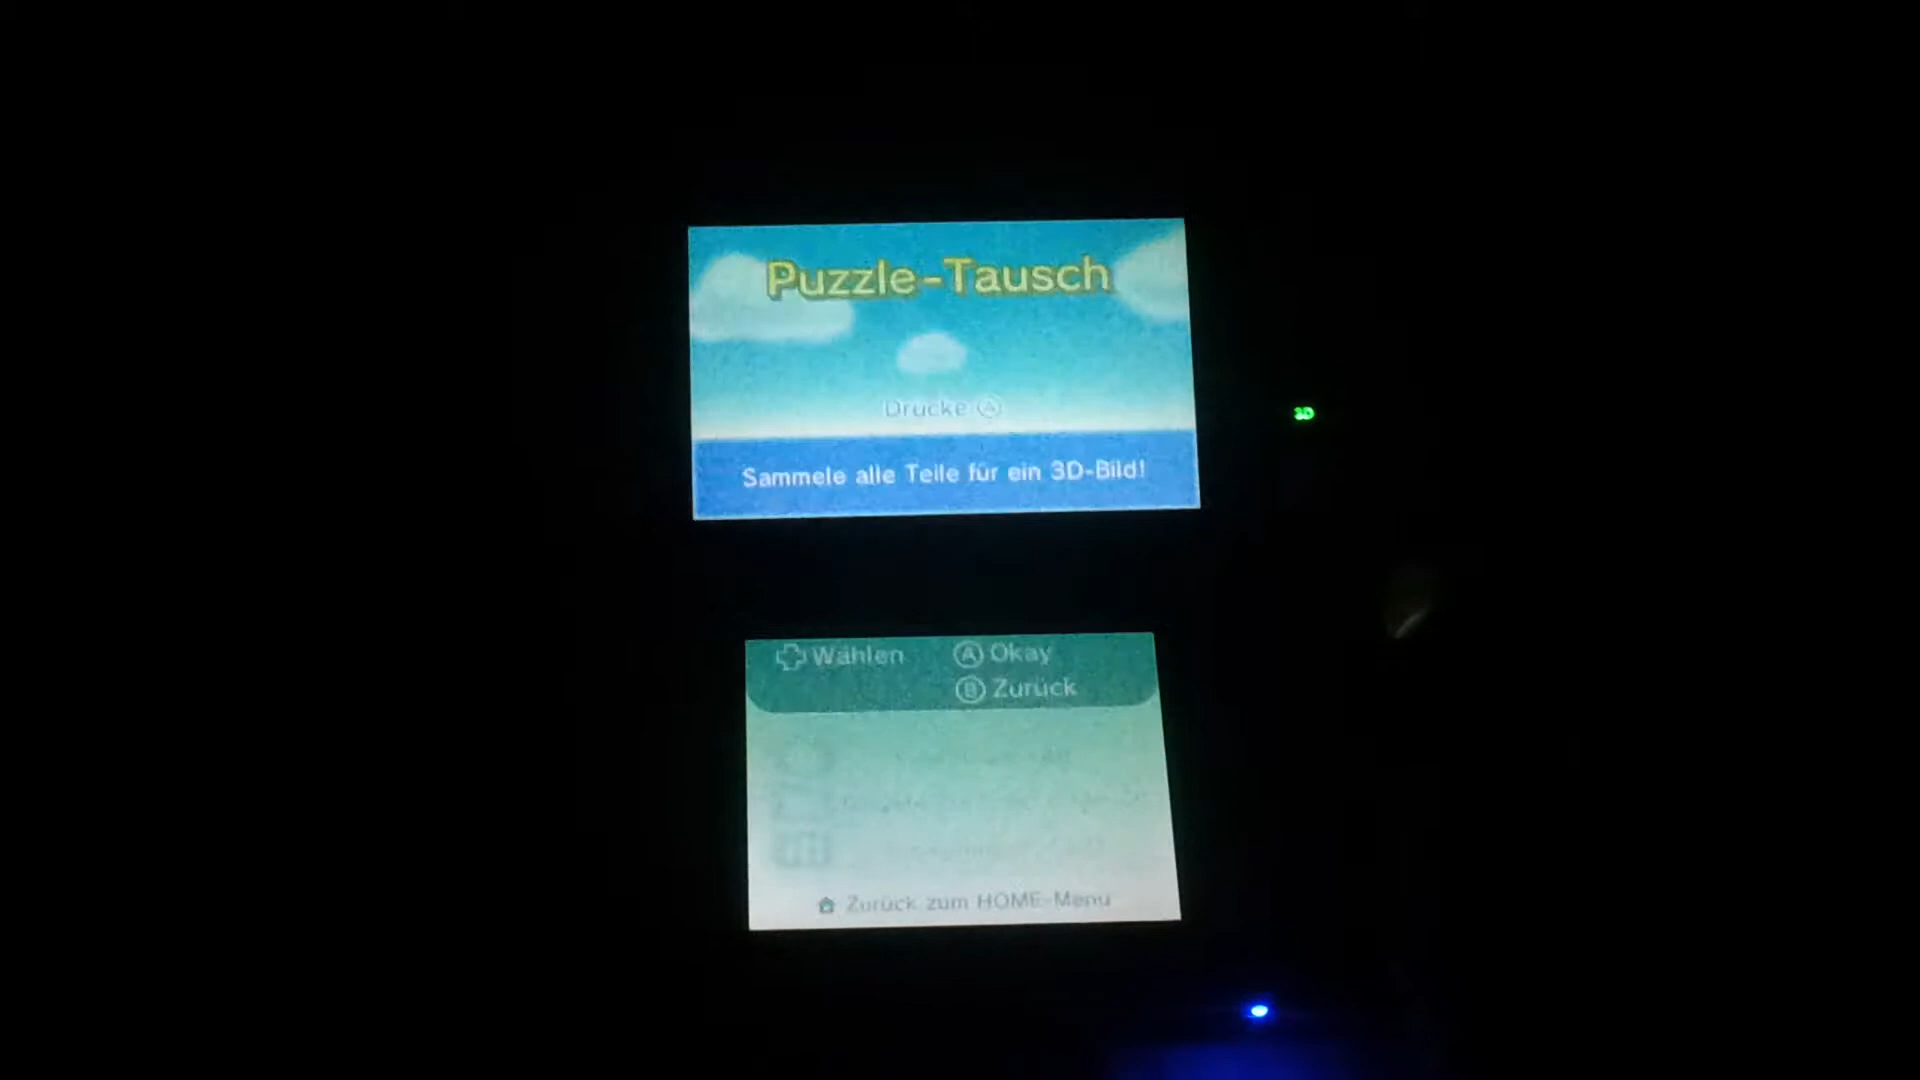 Puzzle-Tausch
Drücke Ⓐ
Sammele alle Teile für ein 3D-Bild!
3D
Wählen
Ⓐ Okay
Ⓑ Zurück
Zurück zum HOME-Menü